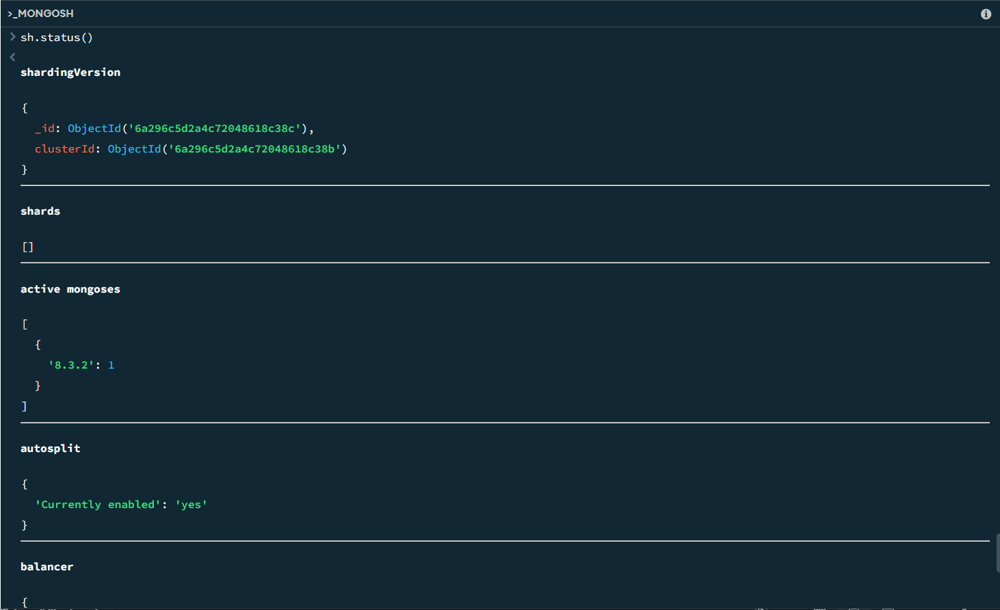 >_MONGOSH
> sh.status()
<
shardingVersion
{
  _id: ObjectId('6a296c5d2a4c72048618c38c'),
  clusterId: ObjectId('6a296c5d2a4c72048618c38b')
}
shards
[]
active mongoses
[
  {
    '8.3.2': 1
  }
]
autosplit
{
  'Currently enabled': 'yes'
}
balancer
{